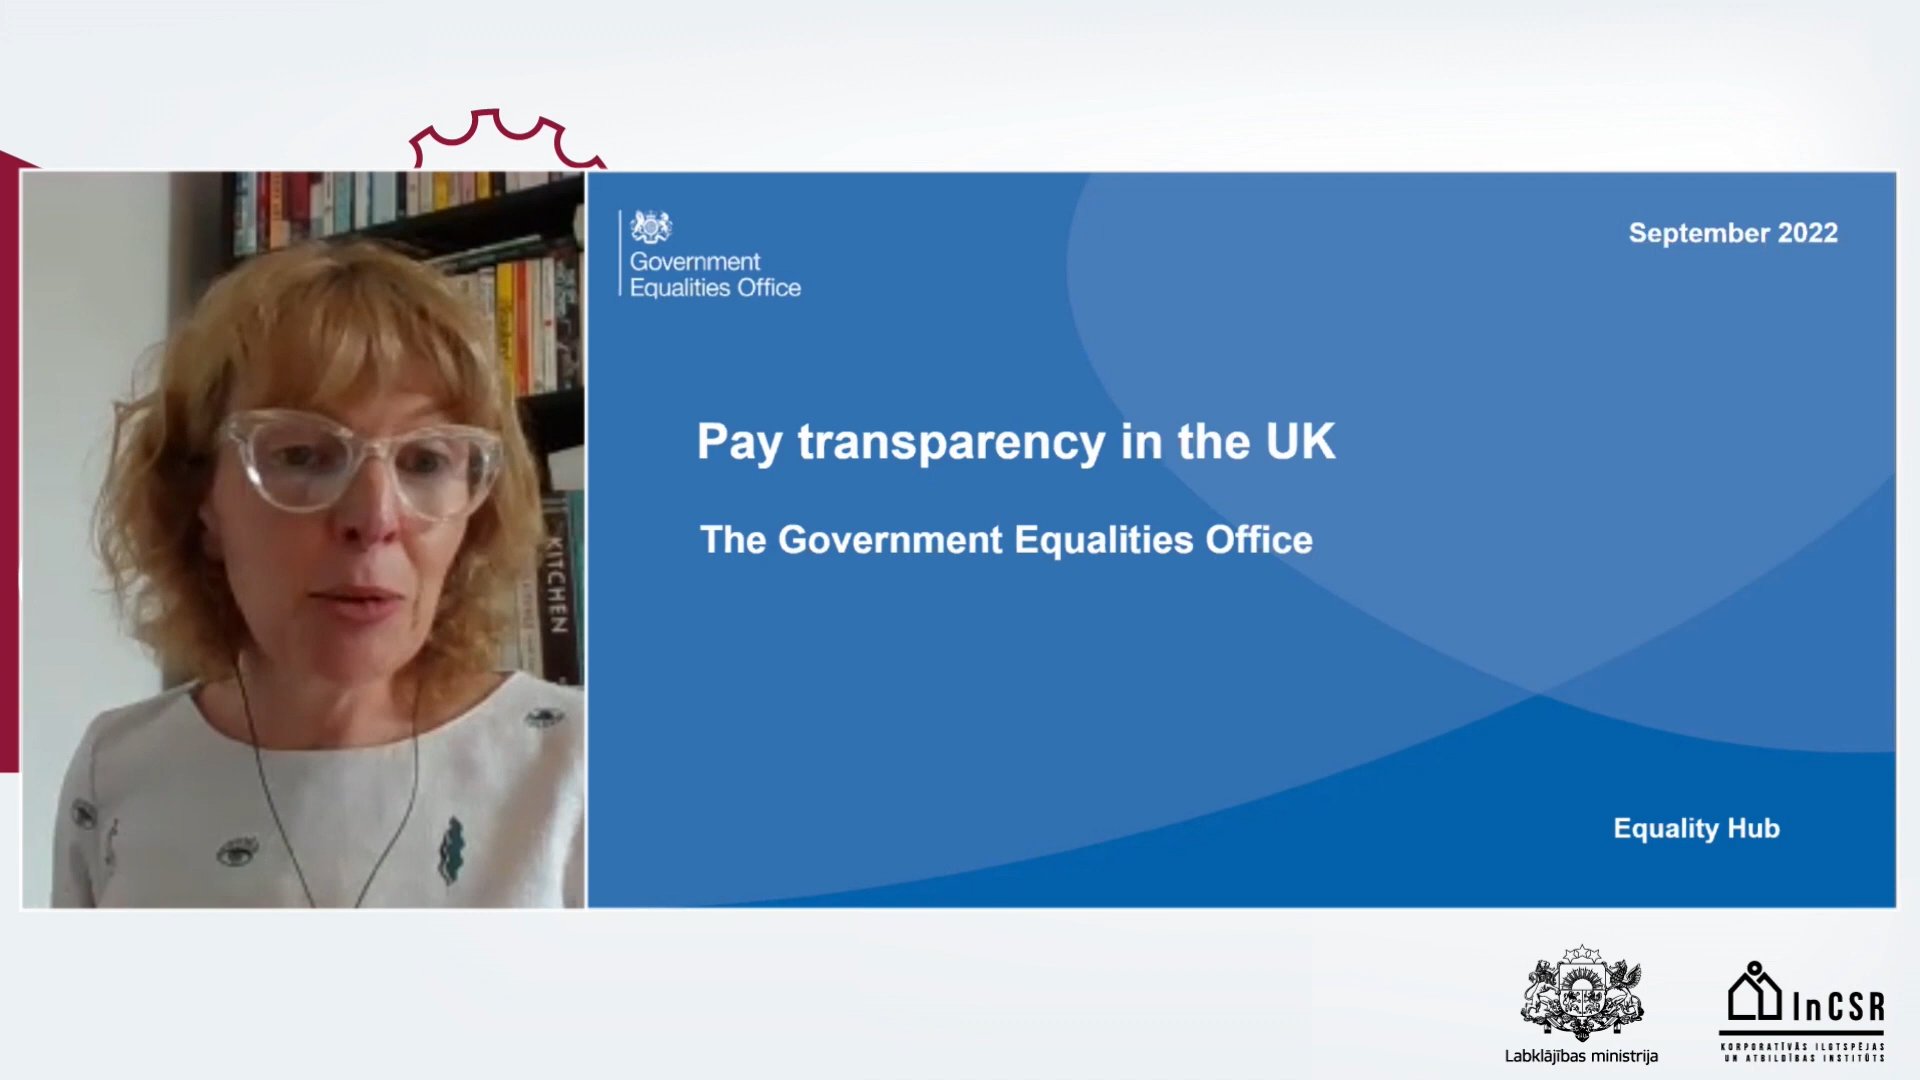 KITCHEN
Government
Equalities Office
September 2022
Pay transparency in the UK
The Government Equalities Office
Equality Hub
Labklājības ministrija
InCSR
KORPORATĪVĀS ILGTSPĒJAS
UN ATBILDĪBAS INSTITŪTS